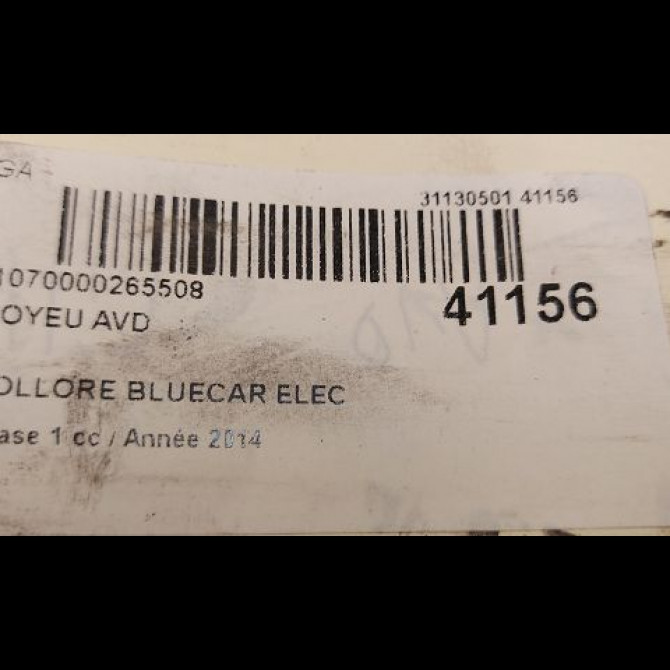 GA
31130501 41156
1070000265508
41156
OYEU AVD
OLLORE BLUECAR ELEC
ase 1 cc / Année 2014